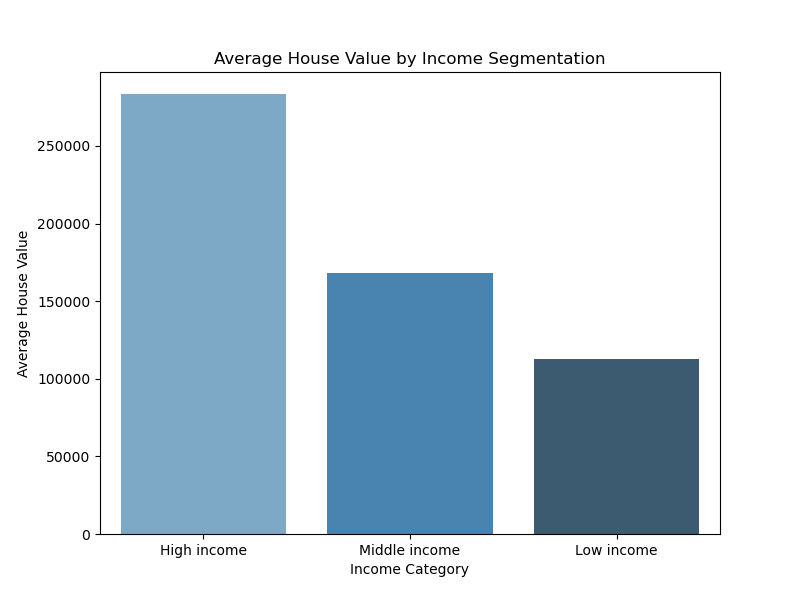 Average House Value by Income Segmentation
Average House Value
250000
200000
150000
100000
50000
0
High income
Middle income
Low income
Income Category